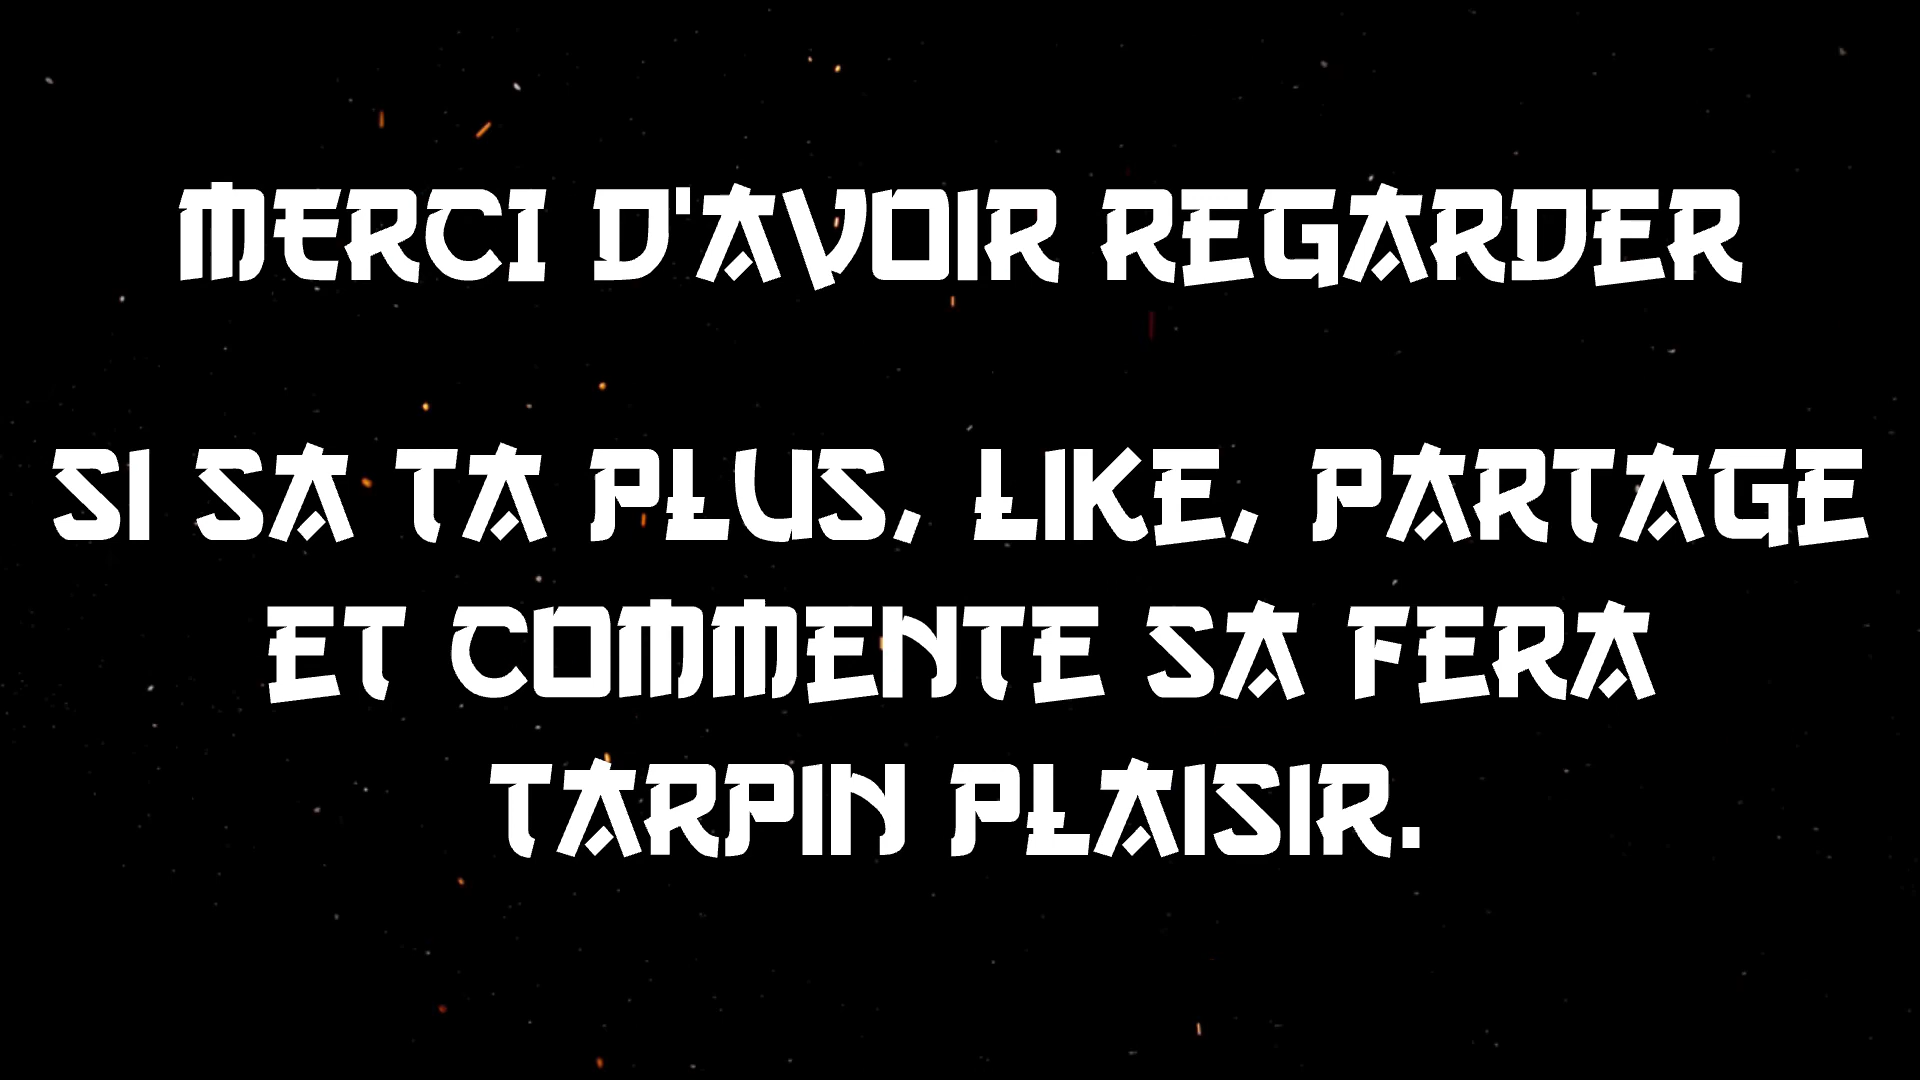 MERCI D'AVOIR REGARDER
SI SA TA PLUS, LIKE, PARTAGE
ET COMMENTE SA FERA
TARPIN PLAISIR.